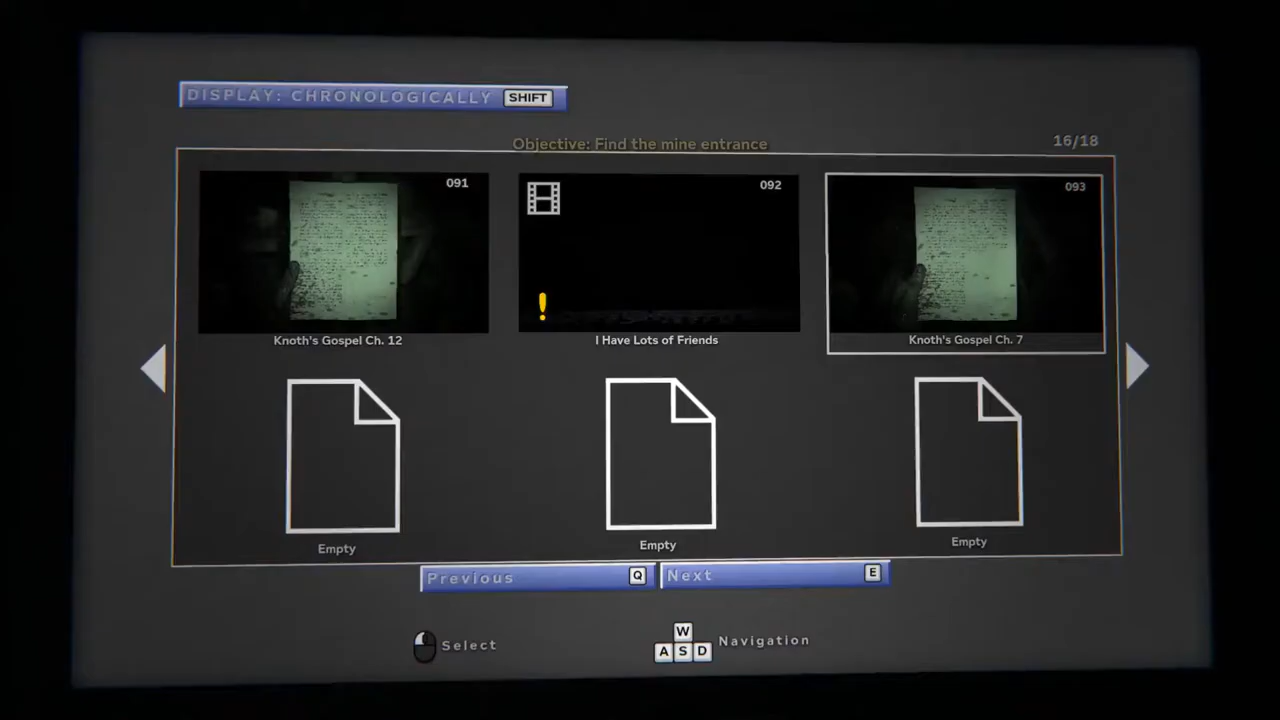 DISPLAY: CHRONOLOGICALLY SHIFT
Objective: Find the mine entrance
16/18
091
092
093
Knoth's Gospel Ch. 12
I Have Lots of Friends
Knoth's Gospel Ch. 7
Empty
Empty
Empty
Previous Q
Next E
Select
W
A S D
Navigation